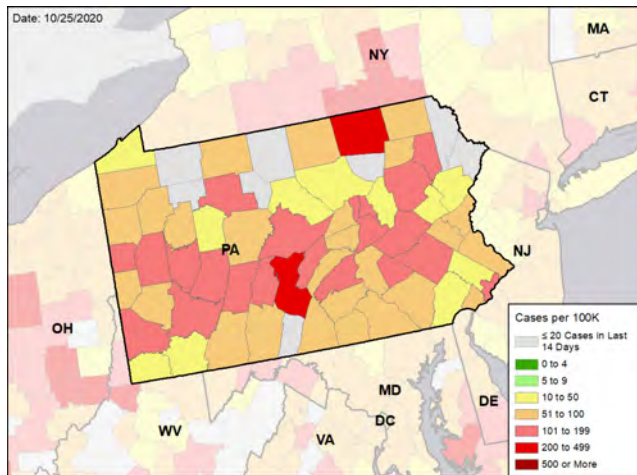 Date: 10/25/2020
MA
NY
CT
PA
NJ
OH
MD
DE
DC
WV
VA
Cases per 100K
≤ 20 Cases in Last
14 Days
0 to 4
5 to 9
10 to 50
51 to 100
101 to 199
200 to 499
500 or More